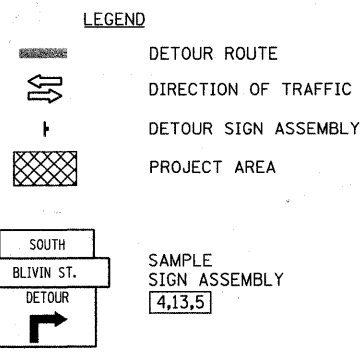 LEGEND
DETOUR ROUTE
DIRECTION OF TRAFFIC
DETOUR SIGN ASSEMBLY
PROJECT AREA
SOUTH
BLIVIN ST.
DETOUR
SAMPLE
SIGN ASSEMBLY
4,13,5